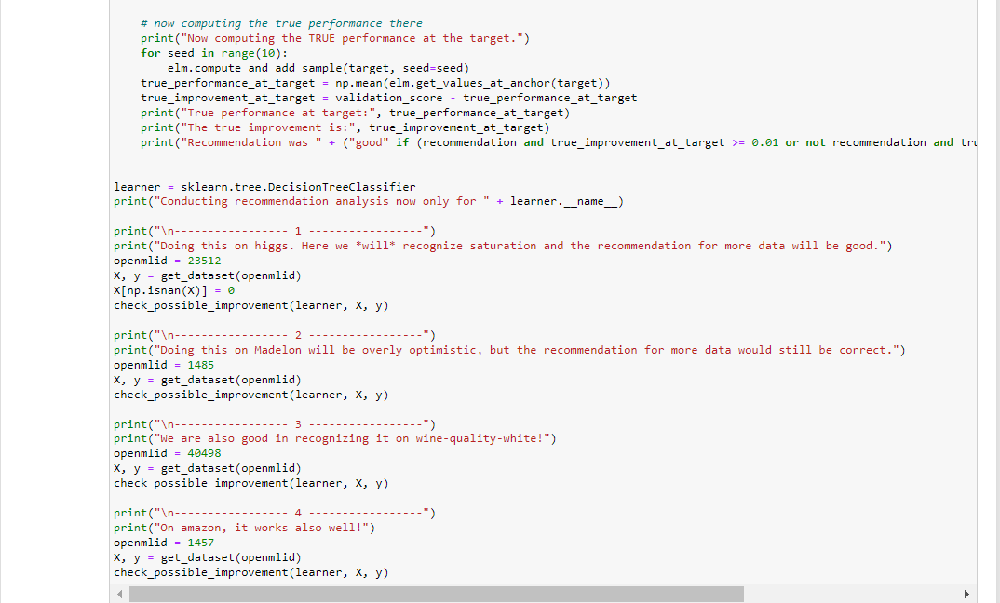 # now computing the true performance there
print("Now computing the TRUE performance at the target.")
for seed in range(10):
elm.compute_and_add_sample(target, seed=seed)
true_performance_at_target = np.mean(elm.get_values_at_anchor(target))
true_improvement_at_target = validation_score - true_performance_at_target
print("True performance at target:", true_performance_at_target)
print("The true improvement is:", true_improvement_at_target)
print("Recommendation was " + ("good" if (recommendation and true_improvement_at_target >= 0.01 or not recommendation and tru
learner = sklearn.tree.DecisionTreeClassifier
print("Conducting recommendation analysis now only for " + learner.__name__)
print("\n----------------- 1 -----------------")
print("Doing this on higgs. Here we *will* recognize saturation and the recommendation for more data will be good.")
openmlid = 23512
X, y = get_dataset(openmlid)
X[np.isnan(X)] = 0
check_possible_improvement(learner, X, y)
print("\n----------------- 2 -----------------")
print("Doing this on Madelon will be overly optimistic, but the recommendation for more data would still be correct.")
openmlid = 1485
X, y = get_dataset(openmlid)
check_possible_improvement(learner, X, y)
print("\n----------------- 3 -----------------")
print("We are also good in recognizing it on wine-quality-white!")
openmlid = 40498
X, y = get_dataset(openmlid)
check_possible_improvement(learner, X, y)
print("\n----------------- 4 -----------------")
print("On amazon, it works also well!")
openmlid = 1457
X, y = get_dataset(openmlid)
check_possible_improvement(learner, X, y)